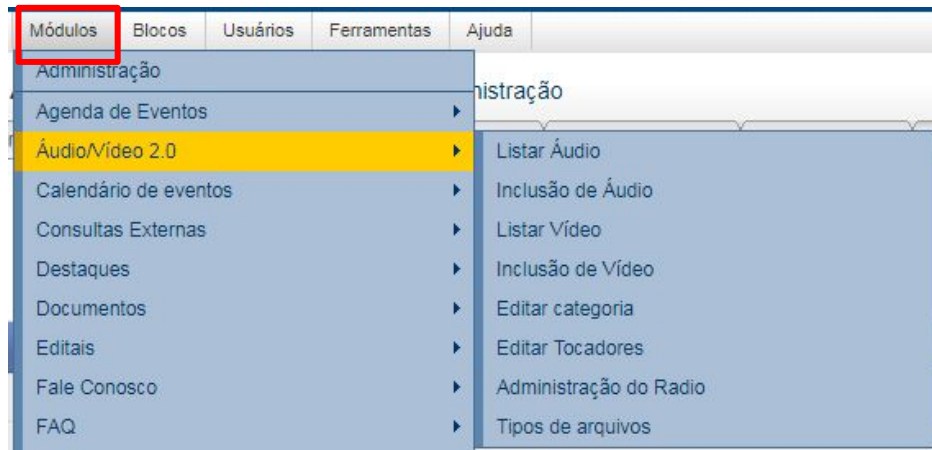 Módulos Blocos Usuários Ferramentas Ajuda
Administração
nistração
Agenda de Eventos
Áudio/Vídeo 2.0
Listar Áudio
Calendário de eventos
Inclusão de Áudio
Consultas Externas
Listar Vídeo
Destaques
Inclusão de Vídeo
Documentos
Editar categoria
Editais
Editar Tocadores
Fale Conosco
Administração do Radio
FAQ
Tipos de arquivos